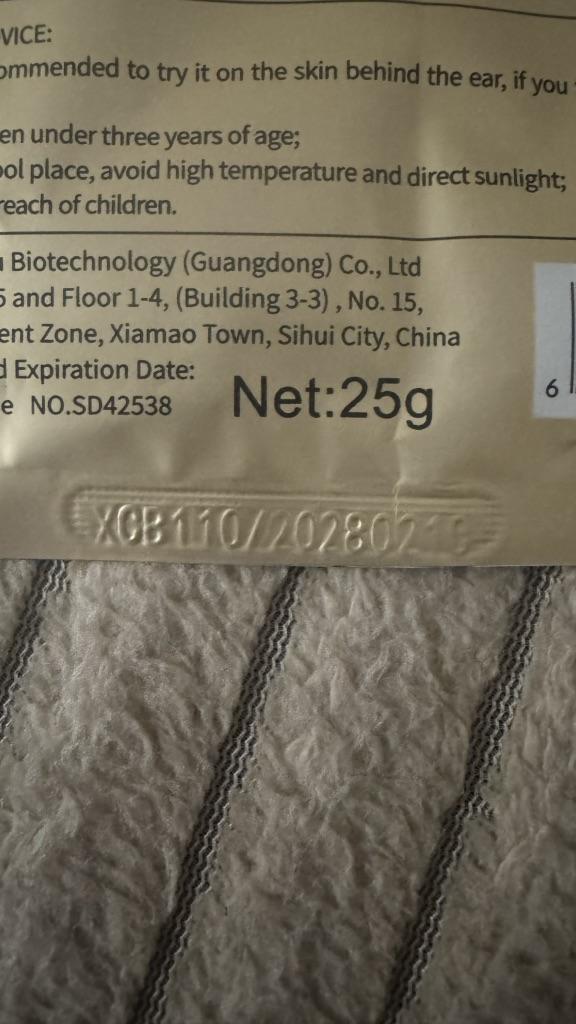 VICE:
ommended to try it on the skin behind the ear, if you
en under three years of age;
ool place, avoid high temperature and direct sunlight;
reach of children.
Biotechnology (Guangdong) Co., Ltd
5 and Floor 1-4, (Building 3-3) , No. 15,
ent Zone, Xiamao Town, Sihui City, China
d Expiration Date:
e NO.SD42538
Net:25g
6